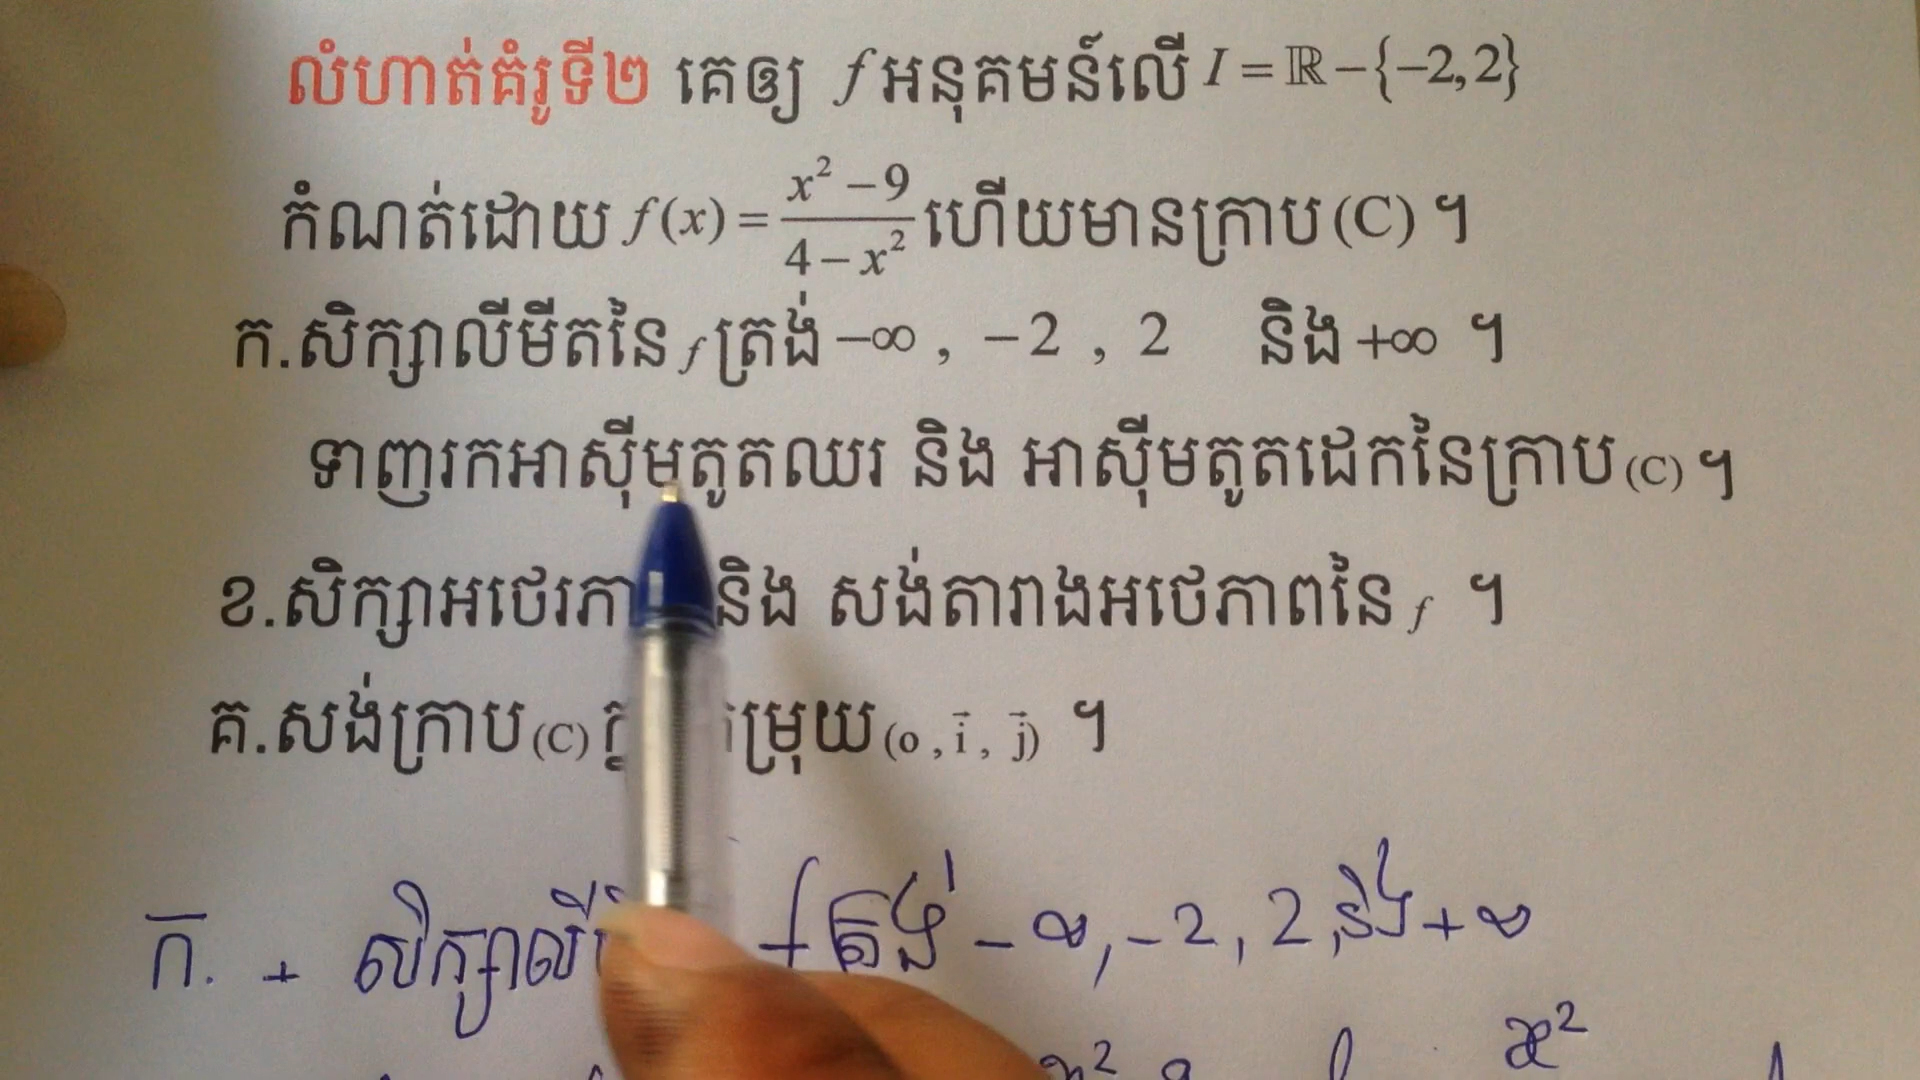 លំហាត់គំរូទី២ គេឲ្យ f អនុគមន៍លើ I = ℝ − {−2, 2}
កំណត់ដោយ f(x) = (x² − 9)/(4 − x²) ហើយមានក្រាប (C) ។
ក.សិក្សាលីមីតនៃ f ត្រង់ −∞ , −2 , 2 និង +∞ ។
ទាញរកអាស៊ីមតូតឈរ និង អាស៊ីមតូតដេកនៃក្រាប (C) ។
ខ.សិក្សាអថេរភា និង សង់តារាងអថេភាពនៃ f ។
គ.សង់ក្រាប (C) ម្រុយ (o , i⃗ , j⃗) ។
ក. + សិក្សាលី f ត្រង់ −∞, −2, 2, និង +∞
x² x²